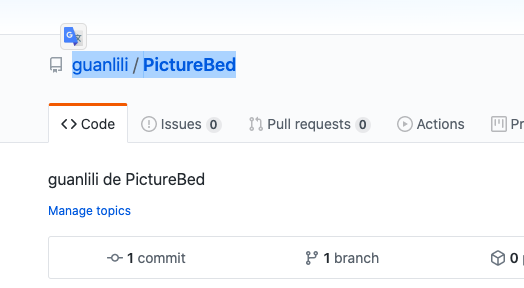 guanlili / PictureBed
Code Issues 0 Pull requests 0 Actions Pr
guanlili de PictureBed
Manage topics
1 commit 1 branch 0